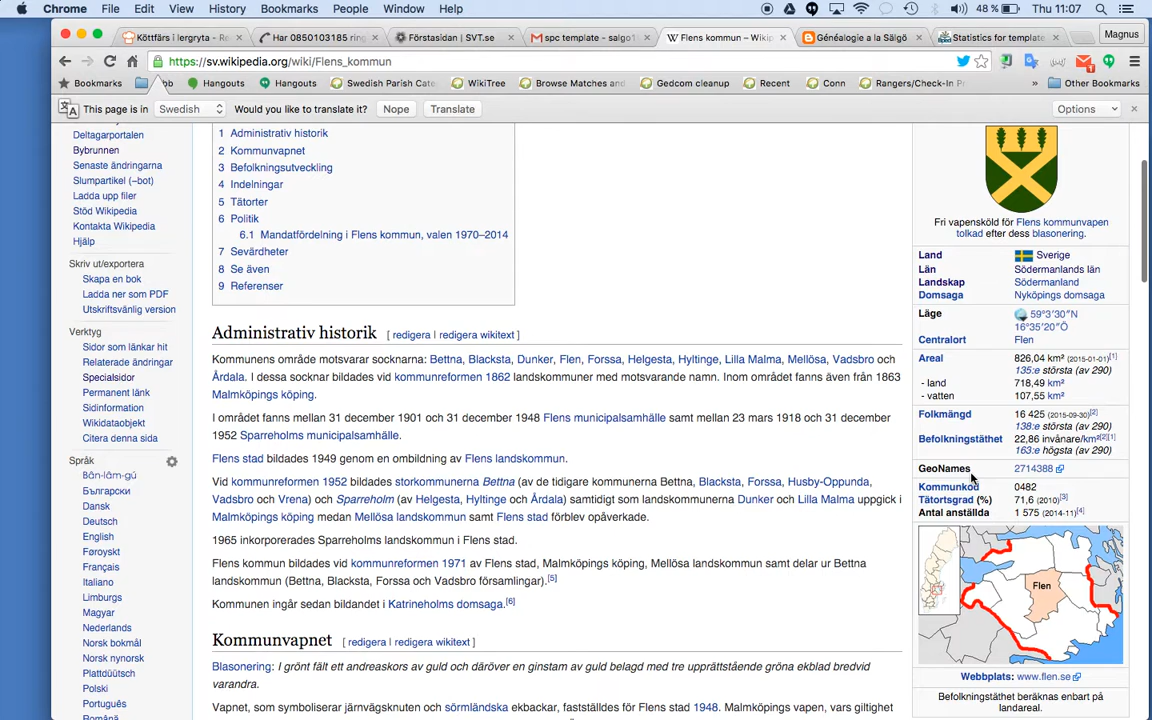 Chrome File Edit View History Bookmarks People Window Help 48 % Thu 11:07
Köttfärs i lergryta - R Har 0850103185 ring Förstasidan | SVT.se spc template - salgo1 Flens kommun – Wikip Généalogie a la Sälgö Statistics for template Magnus
https://sv.wikipedia.org/wiki/Flens_kommun
Bookmarks Hangouts Hangouts Swedish Parish Cate WikiTree Browse Matches and Gedcom cleanup Recent Conn Rangers/Check-In P » Other Bookmarks
This page is in Swedish Would you like to translate it? Nope Translate Options
Deltagarportalen
Bybrunnen
Senaste ändringarna
Slumpartikel (–bot)
Ladda upp filer
Stöd Wikipedia
Kontakta Wikipedia
Hjälp
Skriv ut/exportera
Skapa en bok
Ladda ner som PDF
Utskriftsvänlig version
Verktyg
Sidor som länkar hit
Relaterade ändringar
Specialsidor
Permanent länk
Sidinformation
Wikidataobjekt
Citera denna sida
Språk
Bân-lâm-gú
Български
Dansk
Deutsch
English
Føroyskt
Français
Italiano
Limburgs
Magyar
Nederlands
Norsk bokmål
Norsk nynorsk
Plattdüütsch
Polski
Português
Română
1 Administrativ historik
2 Kommunvapnet
3 Befolkningsutveckling
4 Indelningar
5 Tätorter
6 Politik
6.1 Mandatfördelning i Flens kommun, valen 1970–2014
7 Sevärdheter
8 Se även
9 Referenser
Administrativ historik [ redigera | redigera wikitext ]
Kommunens område motsvarar socknarna: Bettna, Blacksta, Dunker, Flen, Forssa, Helgesta, Hyltinge, Lilla Malma, Mellösa, Vadsbro och
Årdala. I dessa socknar bildades vid kommunreformen 1862 landskommuner med motsvarande namn. Inom området fanns även från 1863
Malmköpings köping.
I området fanns mellan 31 december 1901 och 31 december 1948 Flens municipalsamhälle samt mellan 23 mars 1918 och 31 december
1952 Sparreholms municipalsamhälle.
Flens stad bildades 1949 genom en ombildning av Flens landskommun.
Vid kommunreformen 1952 bildades storkommunerna Bettna (av de tidigare kommunerna Bettna, Blacksta, Forssa, Husby-Oppunda,
Vadsbro och Vrena) och Sparreholm (av Helgesta, Hyltinge och Årdala) samtidigt som landskommunerna Dunker och Lilla Malma uppgick i
Malmköpings köping medan Mellösa landskommun samt Flens stad förblev opåverkade.
1965 inkorporerades Sparreholms landskommun i Flens stad.
Flens kommun bildades vid kommunreformen 1971 av Flens stad, Malmköpings köping, Mellösa landskommun samt delar ur Bettna
landskommun (Bettna, Blacksta, Forssa och Vadsbro församlingar).[5]
Kommunen ingår sedan bildandet i Katrineholms domsaga.[6]
Kommunvapnet [ redigera | redigera wikitext ]
Blasonering: I grönt fält ett andreaskors av guld och däröver en ginstam av guld belagd med tre upprättstående gröna ekblad bredvid
varandra.
Vapnet, som symboliserar järnvägsknuten och sörmländska ekbackar, fastställdes för Flens stad 1948. Malmköpings vapen, vars giltighet
Fri vapensköld för Flens kommunvapen
tolkad efter dess blasonering.
Land Sverige
Län Södermanlands län
Landskap Södermanland
Domsaga Nyköpings domsaga
Läge 59°3′30″N
16°35′20″Ö
Centralort Flen
Areal 826,04 km² (2015-01-01)[1]
135:e största (av 290)
- land 718,49 km²
- vatten 107,55 km²
Folkmängd 16 425 (2015-09-30)[2]
138:e största (av 290)
Befolkningstäthet 22,86 invånare/km²[2][1]
163:e högsta (av 290)
GeoNames 2714388
Kommunkod 0482
Tätortsgrad (%) 71,6 (2010)[3]
Antal anställda 1 575 (2014-11)[4]
Flen
Webbplats: www.flen.se
Befolkningstäthet beräknas enbart på
landareal.